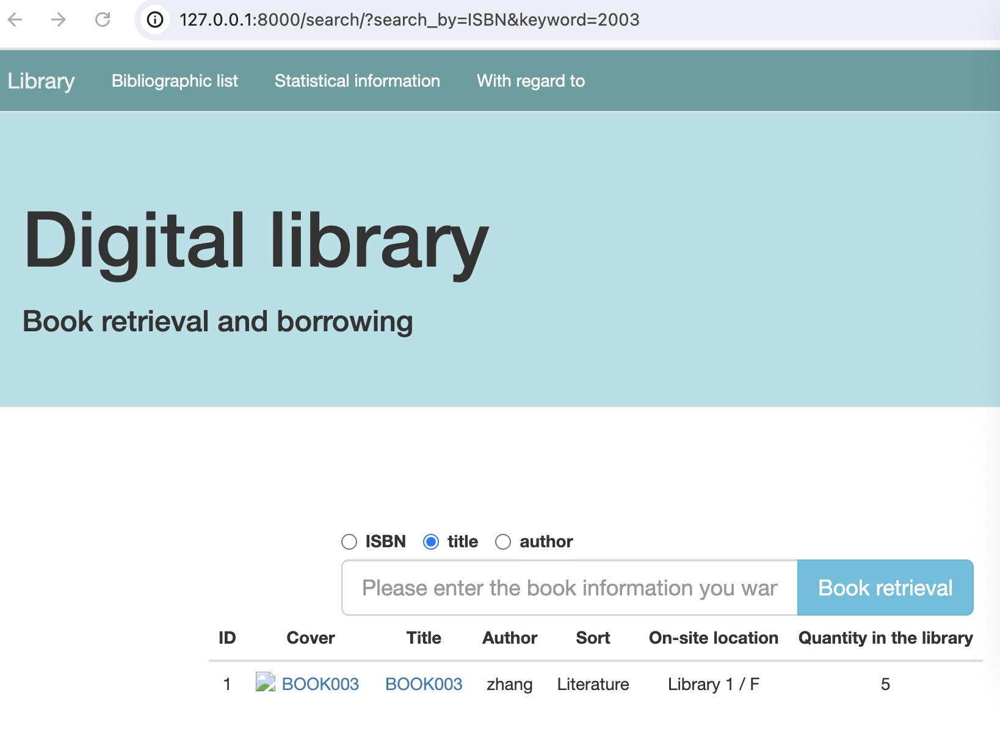 127.0.0.1:8000/search/?search_by=ISBN&keyword=2003
Library Bibliographic list Statistical information With regard to
Digital library
Book retrieval and borrowing
ISBN title author
Please enter the book information you war Book retrieval
ID Cover Title Author Sort On-site location Quantity in the library
1 BOOK003 BOOK003 zhang Literature Library 1 / F 5